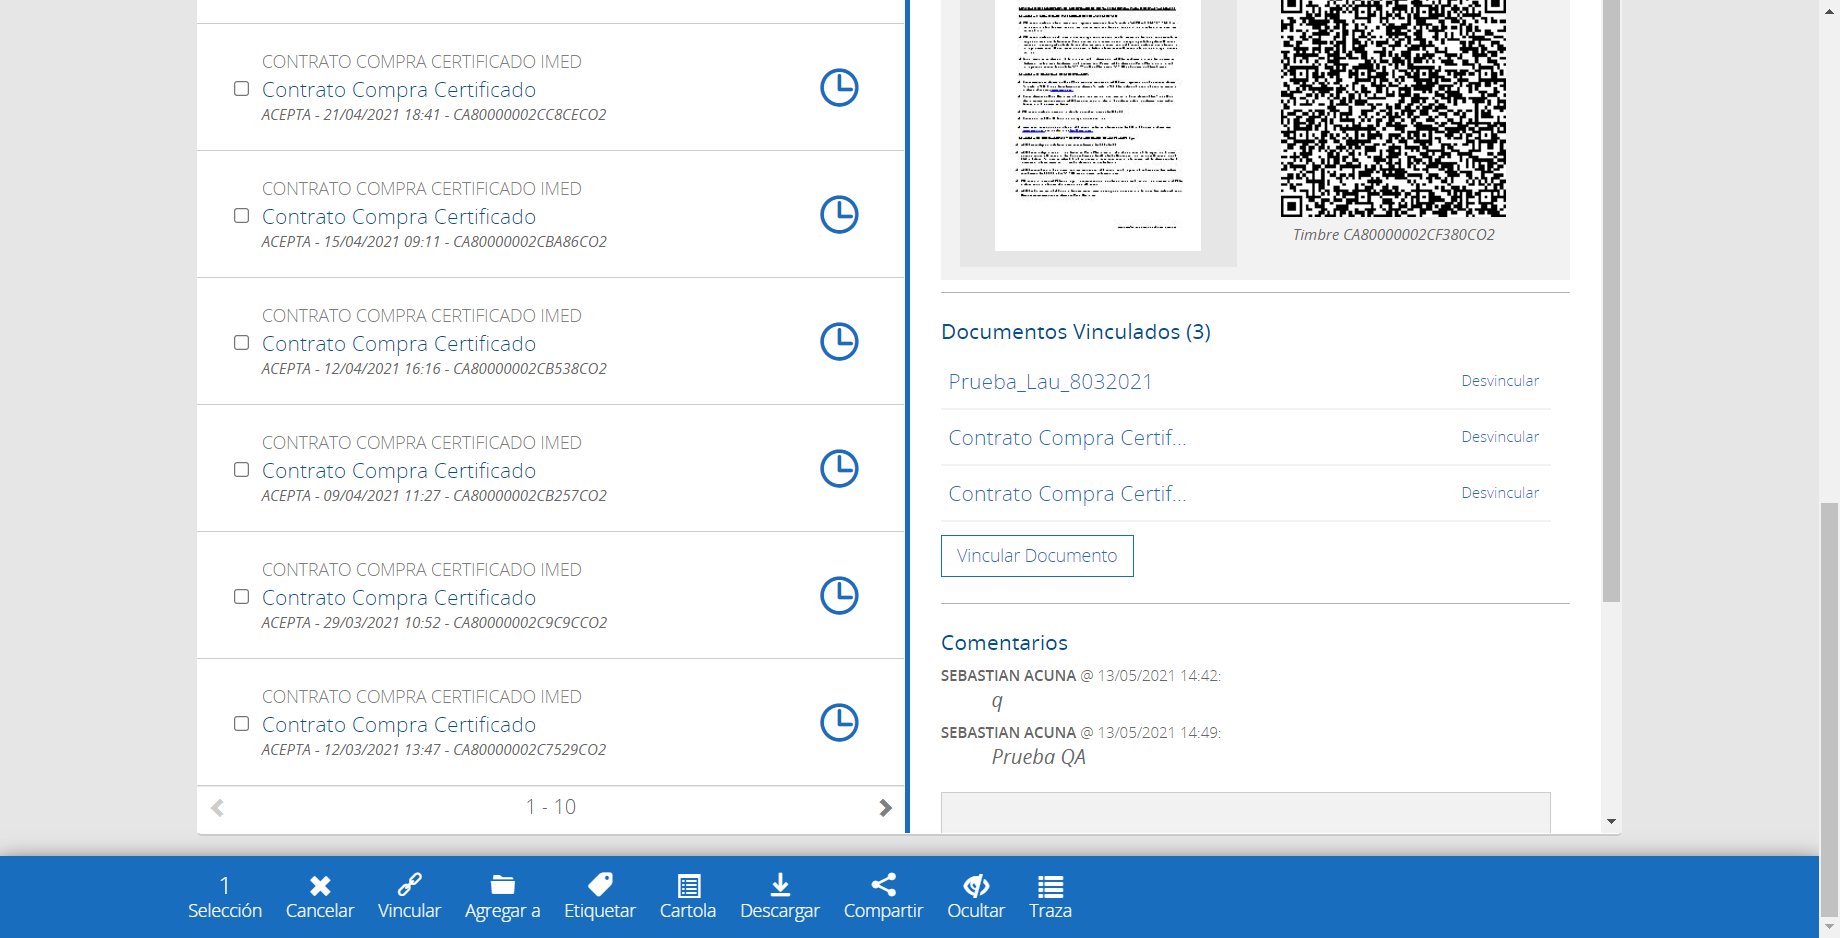 CONTRATO COMPRA CERTIFICADO IMED
Contrato Compra Certificado
ACEPTA - 21/04/2021 18:41 - CA80000002CC8CECO2
CONTRATO COMPRA CERTIFICADO IMED
Contrato Compra Certificado
ACEPTA - 15/04/2021 09:11 - CA80000002CBA86CO2
CONTRATO COMPRA CERTIFICADO IMED
Contrato Compra Certificado
ACEPTA - 12/04/2021 16:16 - CA80000002CB538CO2
CONTRATO COMPRA CERTIFICADO IMED
Contrato Compra Certificado
ACEPTA - 09/04/2021 11:27 - CA80000002CB257CO2
CONTRATO COMPRA CERTIFICADO IMED
Contrato Compra Certificado
ACEPTA - 29/03/2021 10:52 - CA80000002C9C9CCO2
CONTRATO COMPRA CERTIFICADO IMED
Contrato Compra Certificado
ACEPTA - 12/03/2021 13:47 - CA80000002C7529CO2
1 - 10
Timbre CA80000002CF380CO2
Documentos Vinculados (3)
Prueba_Lau_8032021 Desvincular
Contrato Compra Certif... Desvincular
Contrato Compra Certif... Desvincular
Vincular Documento
Comentarios
SEBASTIAN ACUNA @ 13/05/2021 14:42:
q
SEBASTIAN ACUNA @ 13/05/2021 14:49:
Prueba QA
1
Selección Cancelar Vincular Agregar a Etiquetar Cartola Descargar Compartir Ocultar Traza